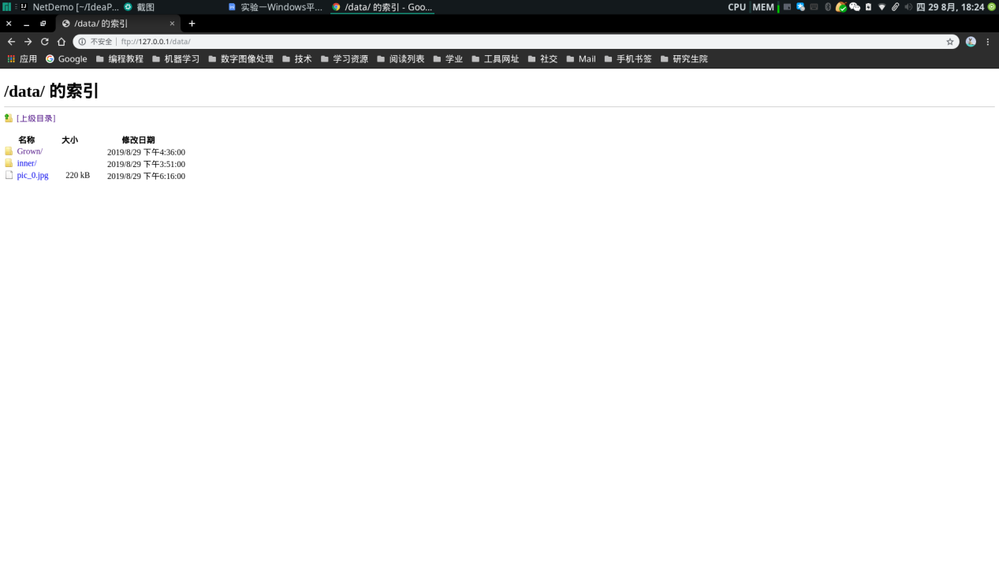 NetDemo [~/IdeaP... 截图 实验一Windows平... /data/ 的索引 - Goo... CPU MEM 四 29 8月, 18:24
/data/ 的索引
不安全 | ftp://127.0.0.1/data/
应用 Google 编程教程 机器学习 数字图像处理 技术 学习资源 阅读列表 学业 工具网址 社交 Mail 手机书签 研究生院
/data/ 的索引
[上级目录]
名称 大小 修改日期
Grown/ 2019/8/29 下午4:36:00
inner/ 2019/8/29 下午3:51:00
pic_0.jpg 220 kB 2019/8/29 下午6:16:00